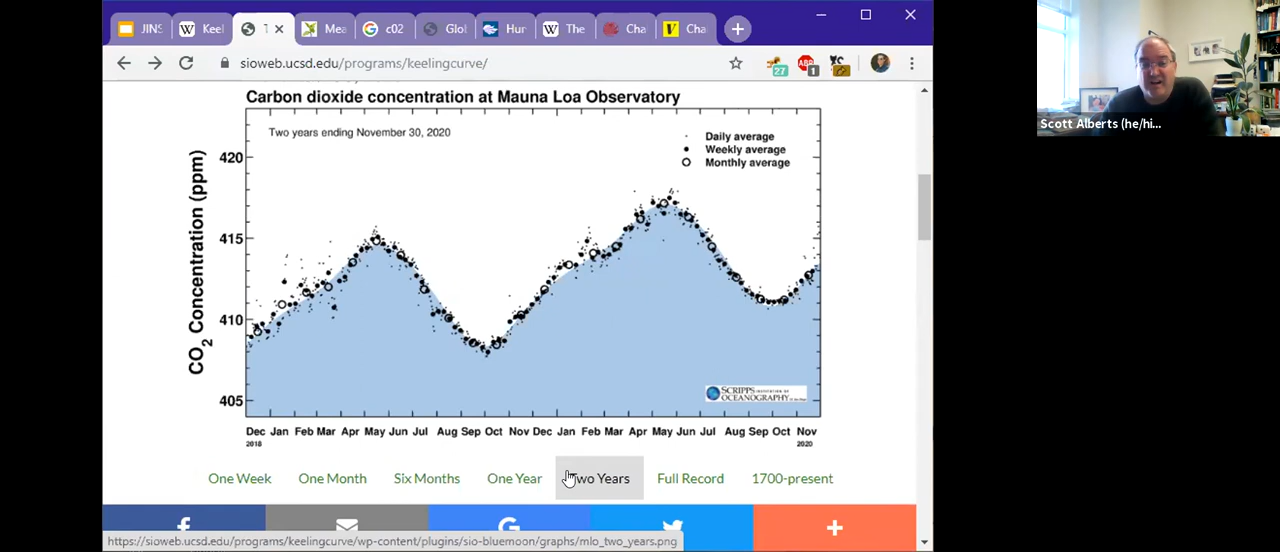 JINS
Keel
T
Mea
c02
Glol
Hur
The
Cha
Cha
sioweb.ucsd.edu/programs/keelingcurve/
27
ABP
1
Carbon dioxide concentration at Mauna Loa Observatory
Two years ending November 30, 2020
Daily average
Weekly average
Monthly average
CO2 Concentration (ppm)
420
415
410
405
SCRIPPS INSTITUTION OF
OCEANOGRAPHY
Dec Jan Feb Mar Apr May Jun Jul Aug Sep Oct Nov Dec Jan Feb Mar Apr May Jun Jul Aug Sep Oct Nov
2018 2020
One Week One Month Six Months One Year Two Years Full Record 1700-present
https://sioweb.ucsd.edu/programs/keelingcurve/wp-content/plugins/sio-bluemoon/graphs/mlo_two_years.png
Scott Alberts (he/hi...